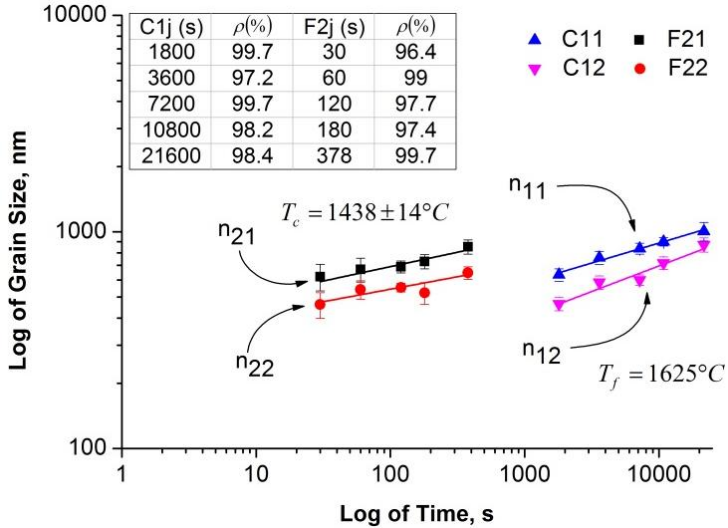 10000
1000
100
Log of Grain Size, nm
C1j (s) ρ(%) F2j (s) ρ(%)
1800 99.7 30 96.4
3600 97.2 60 99
7200 99.7 120 97.7
10800 98.2 180 97.4
21600 98.4 378 99.7
C11 F21
C12 F22
n11
n21
Tc = 1438±14°C
n22
n12
Tf = 1625°C
1 10 100 1000 10000
Log of Time, s